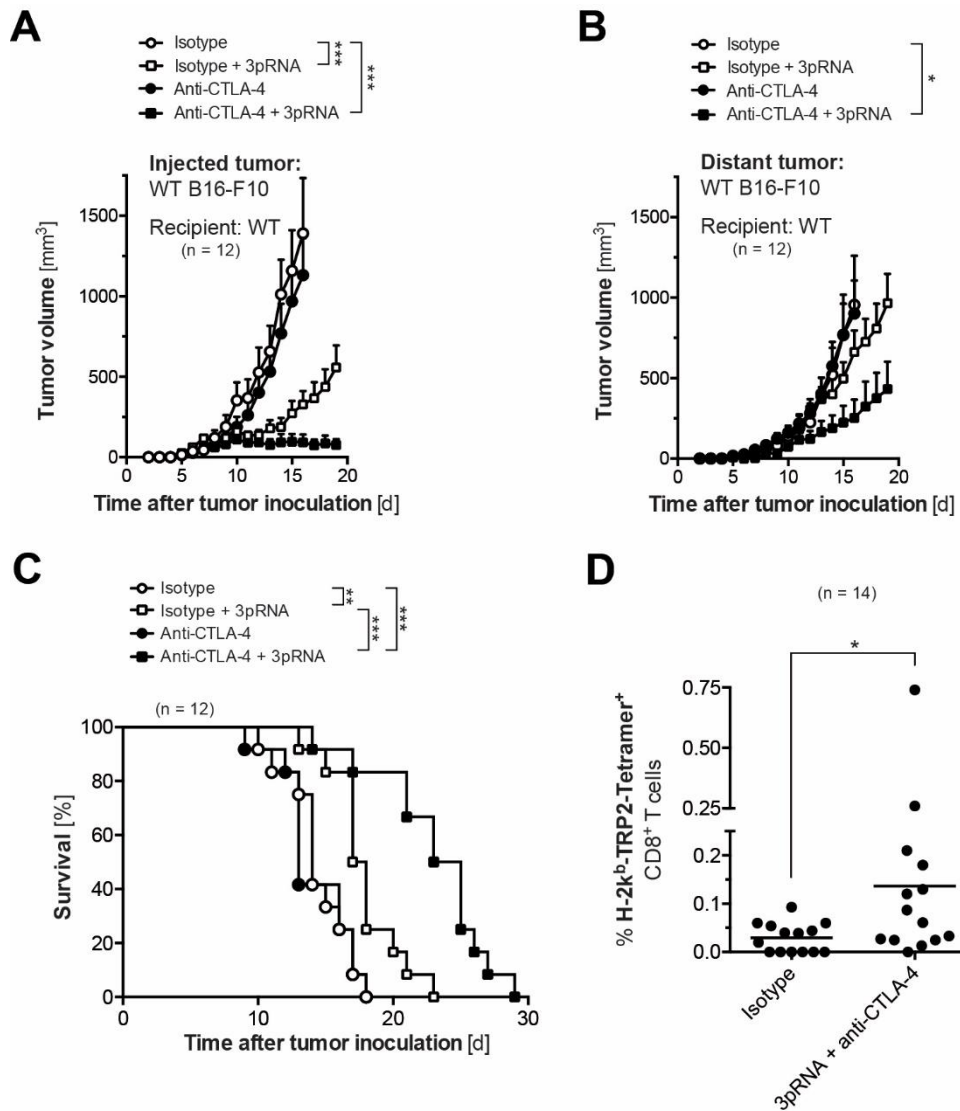 A
Isotype
Isotype + 3pRNA
Anti-CTLA-4
Anti-CTLA-4 + 3pRNA
***
***
Injected tumor:
WT B16-F10
Recipient: WT
(n = 12)
Tumor volume [mm³]
1500
1000
500
0
0
5
10
15
20
Time after tumor inoculation [d]
B
Isotype
Isotype + 3pRNA
Anti-CTLA-4
Anti-CTLA-4 + 3pRNA
*
Distant tumor:
WT B16-F10
Recipient: WT
(n = 12)
Tumor volume [mm³]
1500
1000
500
0
0
5
10
15
20
Time after tumor inoculation [d]
C
Isotype
Isotype + 3pRNA
Anti-CTLA-4
Anti-CTLA-4 + 3pRNA
**
***
***
(n = 12)
Survival [%]
100
80
60
40
20
0
0
10
20
30
Time after tumor inoculation [d]
D
(n = 14)
*
% H-2kᵇ-TRP2-Tetramer⁺
CD8⁺ T cells
0.75
0.50
0.25
0.2
0.1
0.0
Isotype
3pRNA + anti-CTLA-4